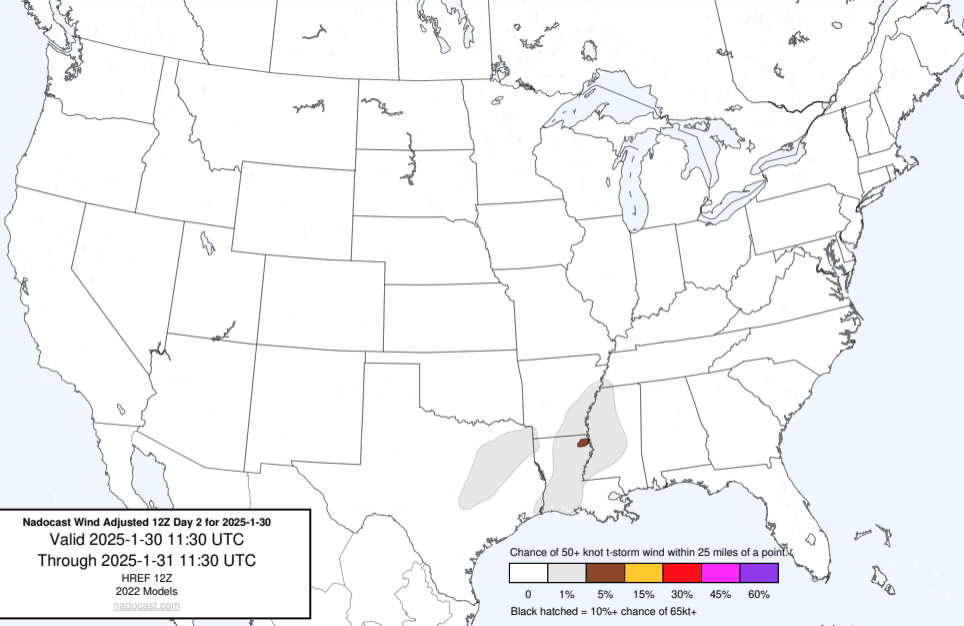 Nadocast Wind Adjusted 12Z Day 2 for 2025-1-30
Valid 2025-1-30 11:30 UTC
Through 2025-1-31 11:30 UTC
HREF 12Z
2022 Models
nadocast.com
Chance of 50+ knot t-storm wind within 25 miles of a point.
0 1% 5% 15% 30% 45% 60%
Black hatched = 10%+ chance of 65kt+